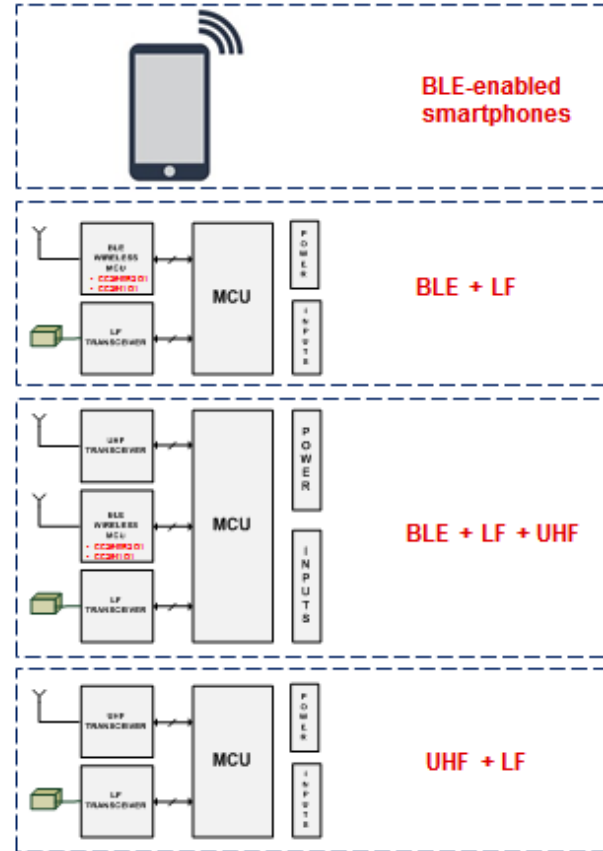 BLE-enabled
smartphones
BLE
WIRELESS
MCU
LF
TRANSCEIVER
MCU
POWER
INPUTS
BLE + LF
UHF
TRANSCEIVER
BLE
WIRELESS
MCU
LF
TRANSCEIVER
MCU
POWER
INPUTS
BLE + LF + UHF
UHF
TRANSCEIVER
LF
TRANSCEIVER
MCU
POWER
INPUTS
UHF + LF